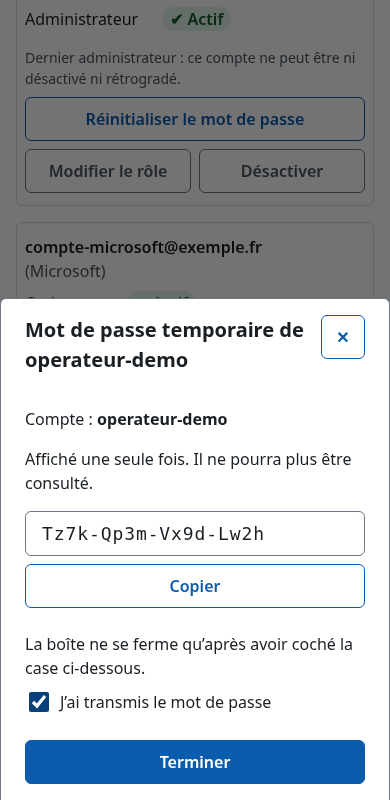 Administrateur ✔ Actif
Dernier administrateur : ce compte ne peut être ni
désactivé ni rétrogradé.
Réinitialiser le mot de passe
Modifier le rôle Désactiver
compte-microsoft@exemple.fr
(Microsoft)
Mot de passe temporaire de
operateur-demo
×
Compte : operateur-demo
Affiché une seule fois. Il ne pourra plus être
consulté.
Tz7k-Qp3m-Vx9d-Lw2h
Copier
La boîte ne se ferme qu’après avoir coché la
case ci-dessous.
J’ai transmis le mot de passe
Terminer